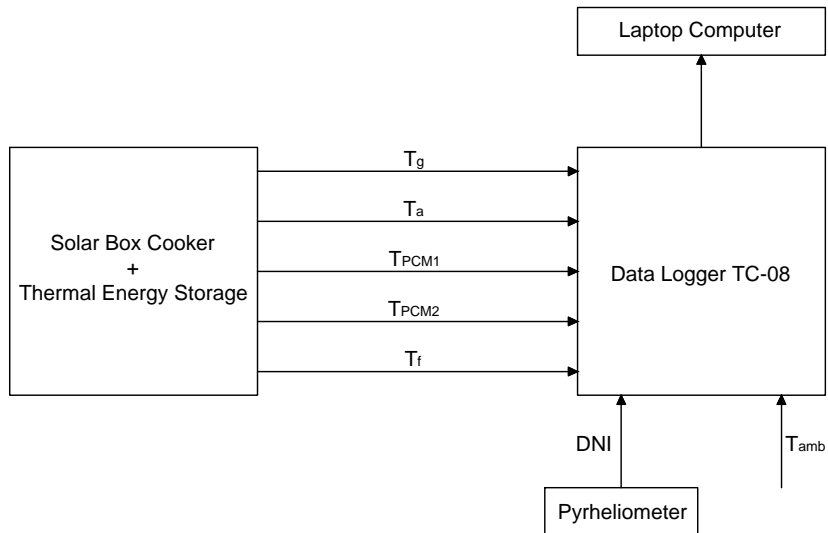 Laptop Computer
Tg
Ta
TPCM1
TPCM2
Tf
Solar Box Cooker
+
Thermal Energy Storage
Data Logger TC-08
DNI
Tamb
Pyrheliometer